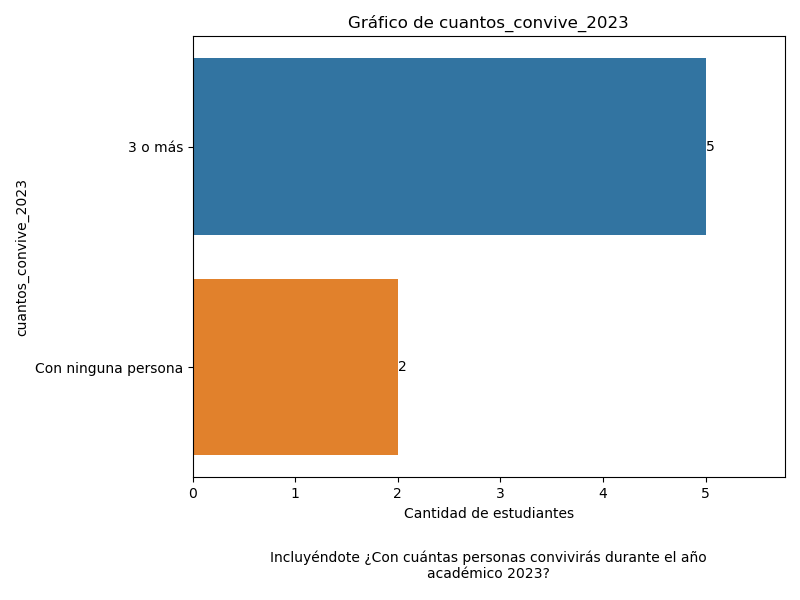 Gráfico de cuantos_convive_2023
cuantos_convive_2023
3 o más
5
Con ninguna persona
2
0 1 2 3 4 5
Cantidad de estudiantes
Incluyéndote ¿Con cuántas personas convivirás durante el año
académico 2023?